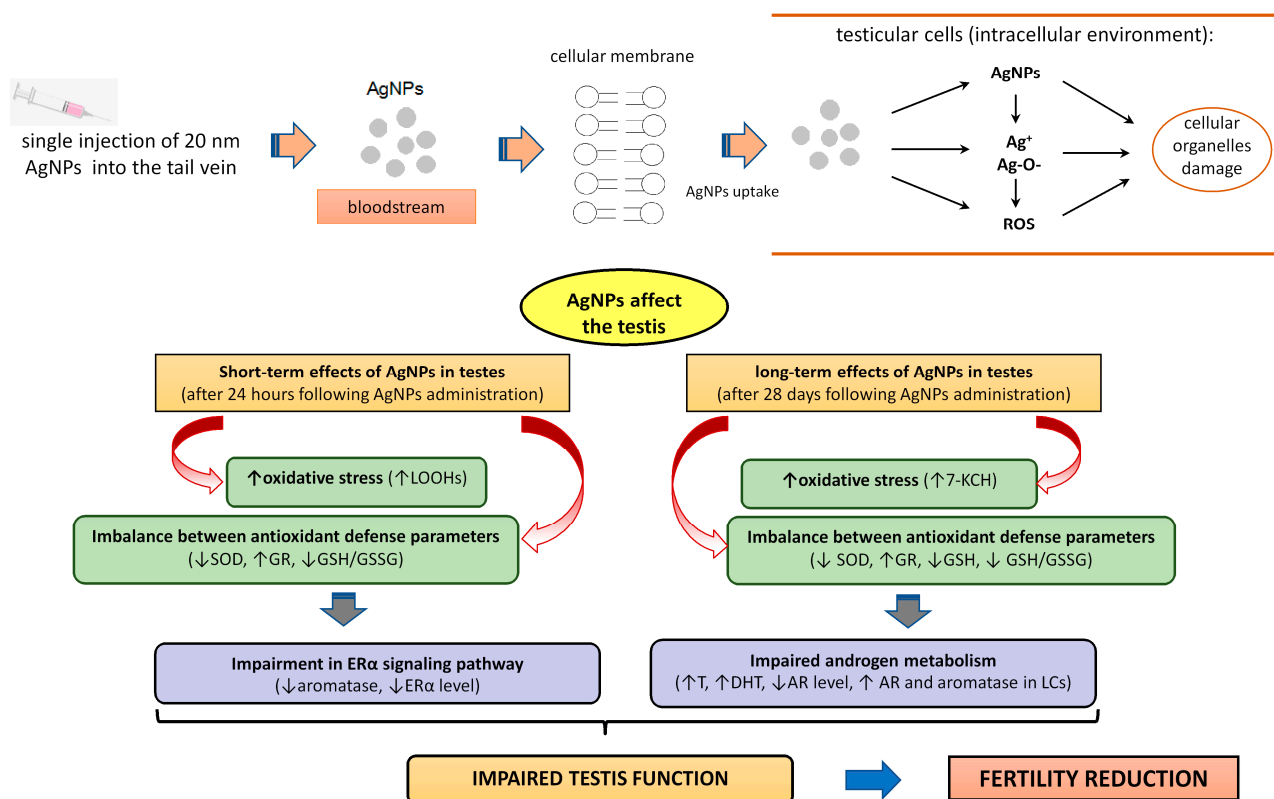 testicular cells (intracellular environment):
cellular membrane
AgNPs
AgNPs
single injection of 20 nm
AgNPs into the tail vein
bloodstream
AgNPs uptake
Ag⁺
Ag-O-
ROS
cellular
organelles
damage
AgNPs affect
the testis
Short-term effects of AgNPs in testes
(after 24 hours following AgNPs administration)
long-term effects of AgNPs in testes
(after 28 days following AgNPs administration)
↑oxidative stress (↑LOOHs)
↑oxidative stress (↑7-KCH)
Imbalance between antioxidant defense parameters
(↓SOD, ↑GR, ↓GSH/GSSG)
Imbalance between antioxidant defense parameters
(↓ SOD, ↑GR, ↓GSH, ↓ GSH/GSSG)
Impairment in ERα signaling pathway
(↓aromatase, ↓ERα level)
Impaired androgen metabolism
(↑T, ↑DHT, ↓AR level, ↑ AR and aromatase in LCs)
IMPAIRED TESTIS FUNCTION
FERTILITY REDUCTION